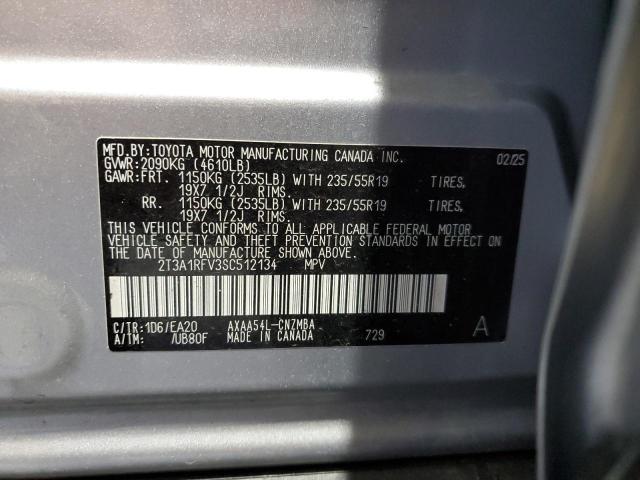 MFD.BY:TOYOTA MOTOR MANUFACTURING CANADA INC. 02/25
GVWR:2090KG (4610LB)
GAWR:FRT. 1150KG (2535LB) WITH 235/55R19 TIRES,
19X7 1/2J RIMS.
RR. 1150KG (2535LB) WITH 235/55R19 TIRES,
19X7 1/2J RIMS.
THIS VEHICLE CONFORMS TO ALL APPLICABLE FEDERAL MOTOR
VEHICLE SAFETY AND THEFT PREVENTION STANDARDS IN EFFECT ON
THE DATE OF MANUFACTURE SHOWN ABOVE.
2T3A1RFV3SC512134 MPV
C/TR:1D6/EA20 AXAA54L-CNZMBA
A/TM: /UB80F MADE IN CANADA 729 A